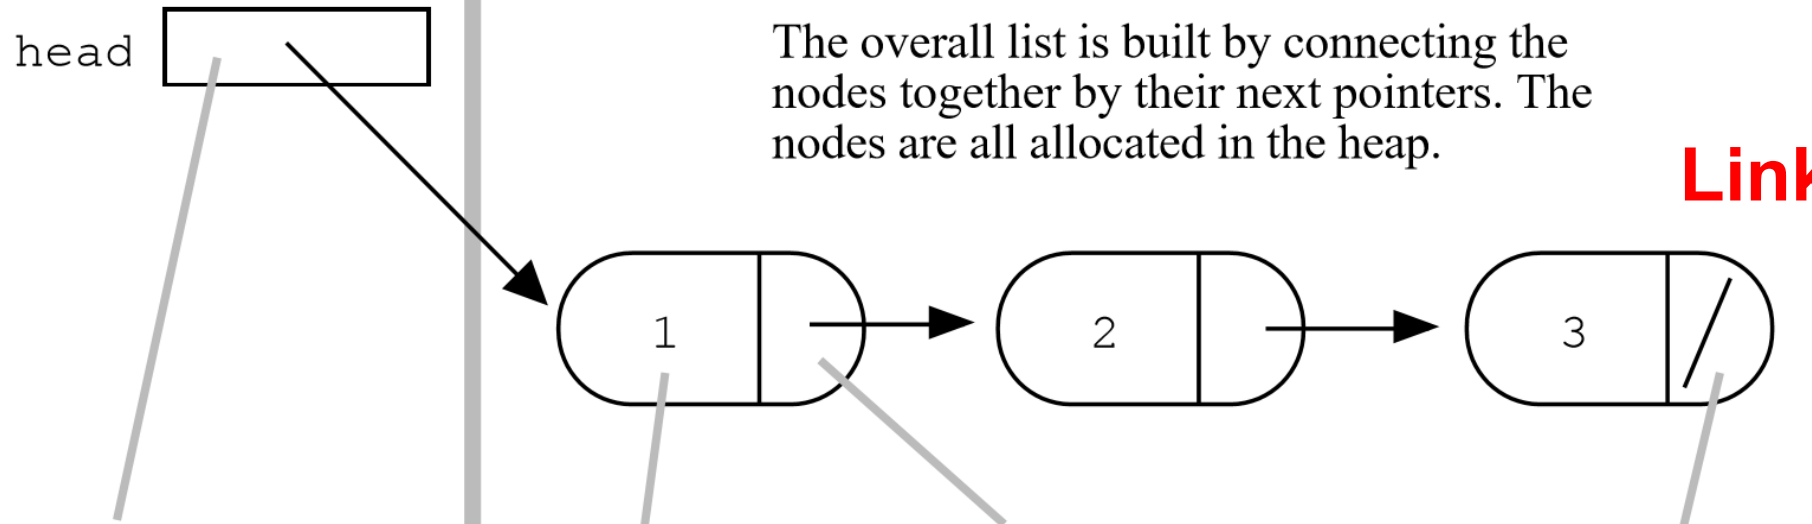 head
The overall list is built by connecting the
nodes together by their next pointers. The
nodes are all allocated in the heap.
Link
1
2
3